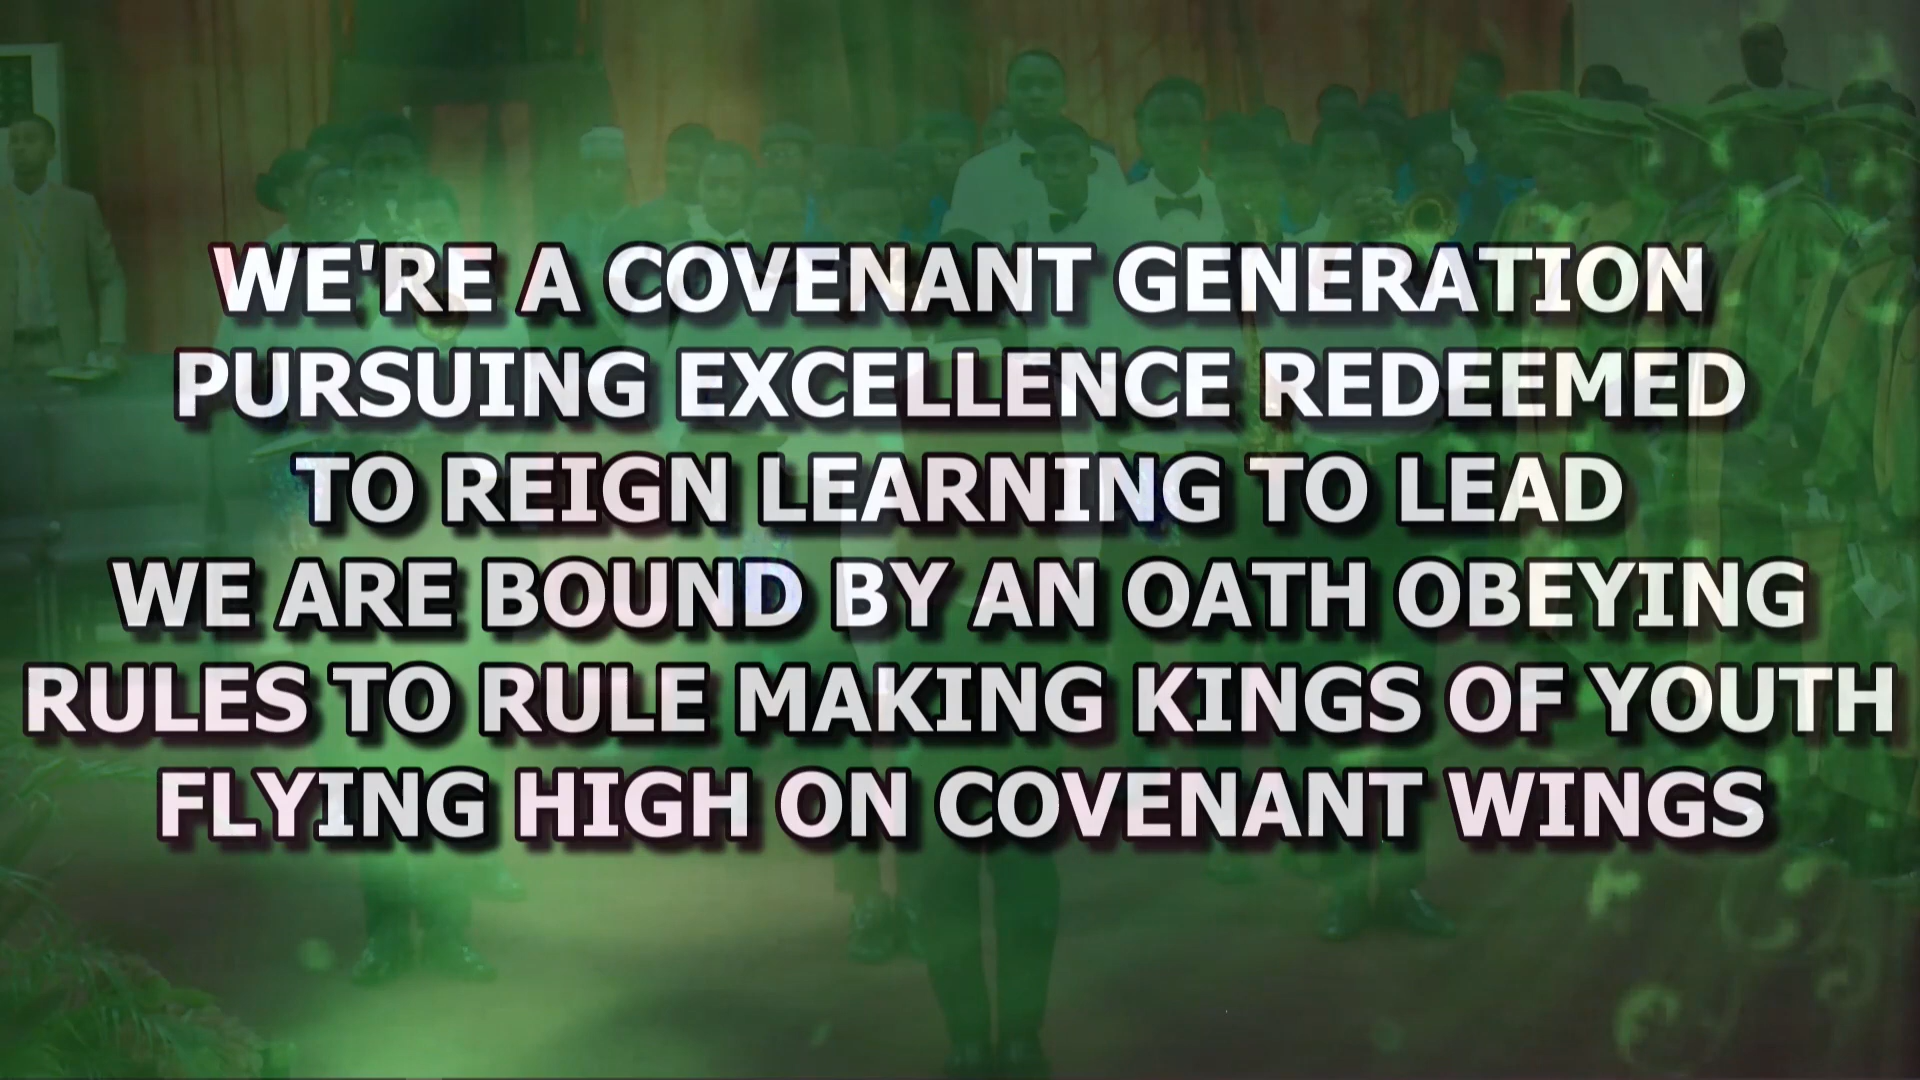 WE'RE A COVENANT GENERATION
PURSUING EXCELLENCE REDEEMED
TO REIGN LEARNING TO LEAD
WE ARE BOUND BY AN OATH OBEYING
RULES TO RULE MAKING KINGS OF YOUTH
FLYING HIGH ON COVENANT WINGS